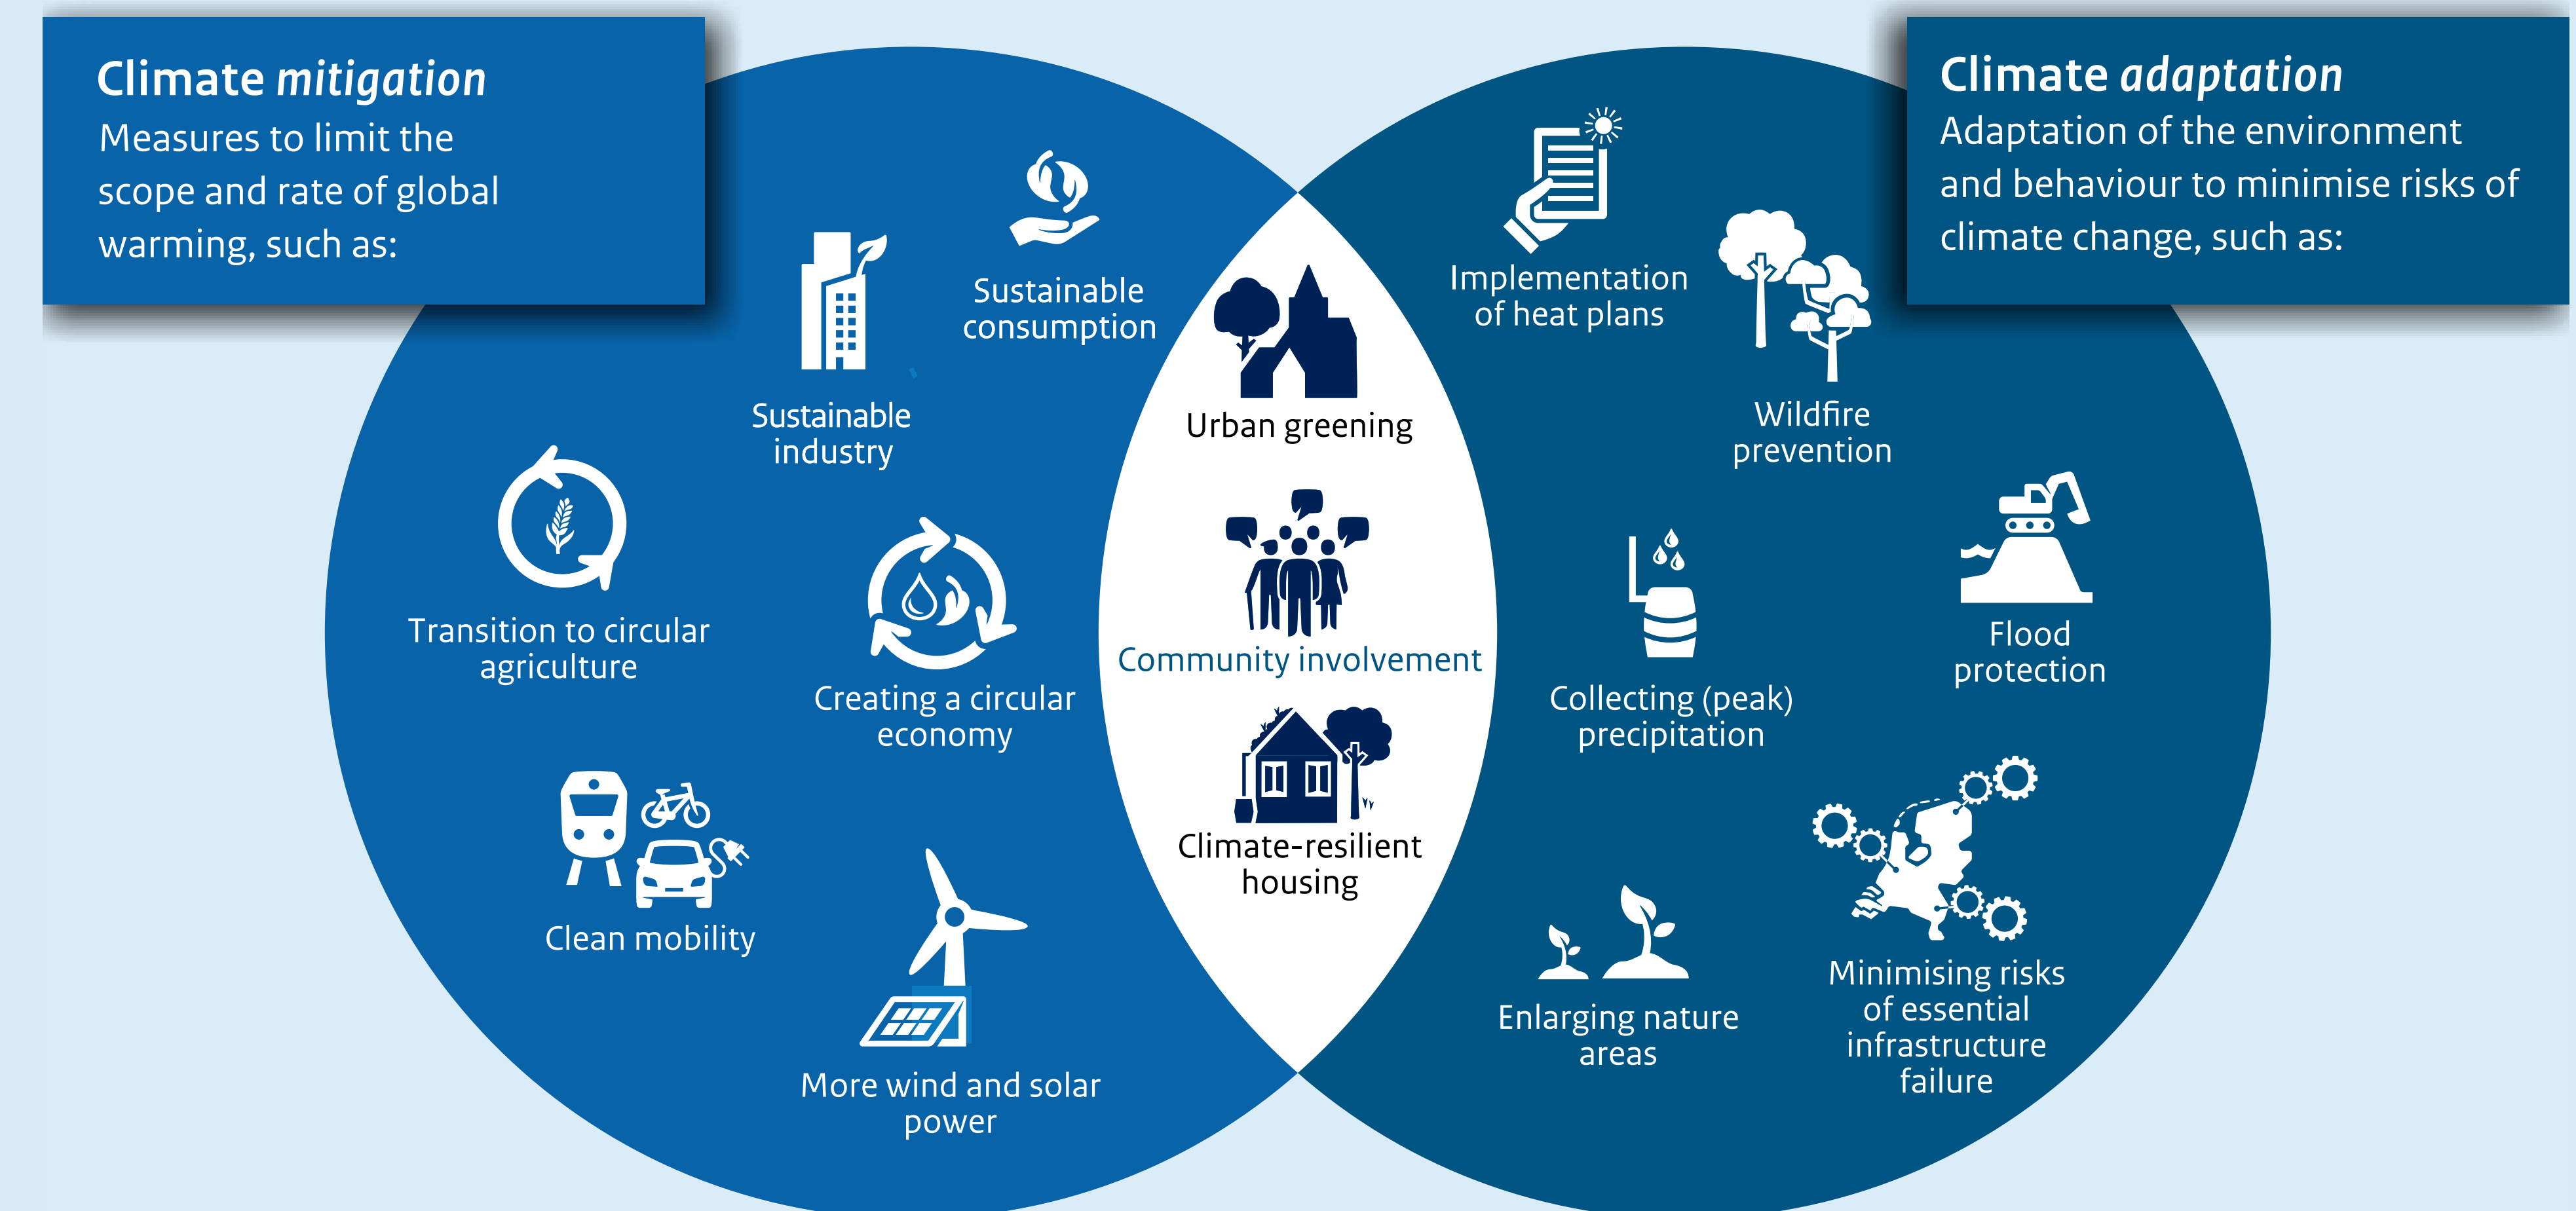 Climate mitigation
Measures to limit the
scope and rate of global
warming, such as:
Sustainable
consumption
Sustainable
industry
Transition to circular
agriculture
Creating a circular
economy
Clean mobility
More wind and solar
power
Urban greening
Community involvement
Climate-resilient
housing
Climate adaptation
Adaptation of the environment
and behaviour to minimise risks of
climate change, such as:
Implementation
of heat plans
Wildfire
prevention
Collecting (peak)
precipitation
Flood
protection
Enlarging nature
areas
Minimising risks
of essential
infrastructure
failure